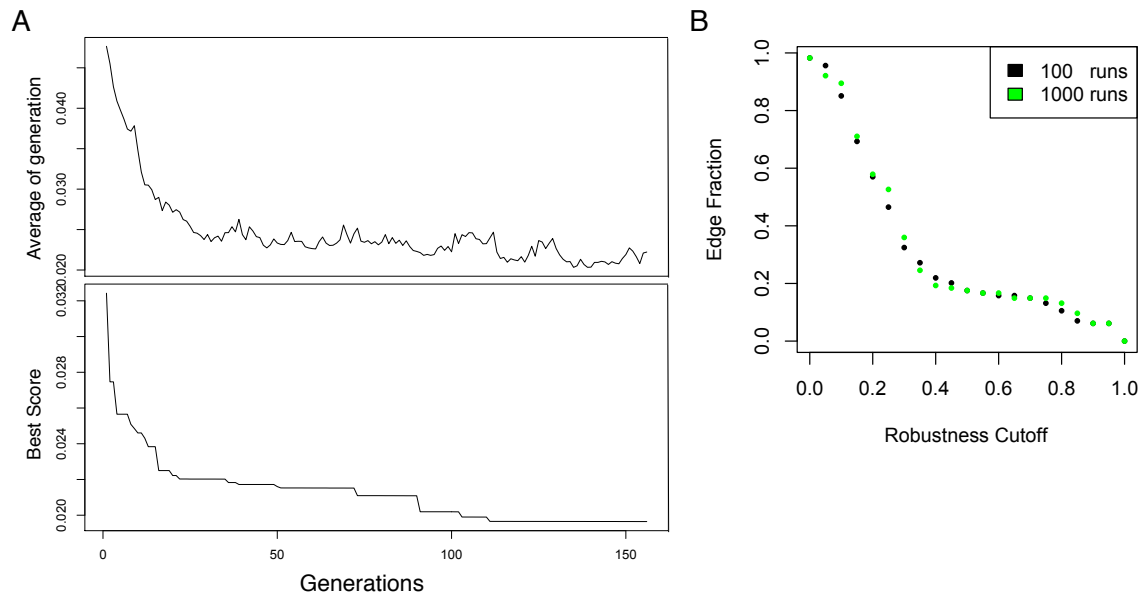 A
Average of generation
0.040
0.030
0.020
Best Score
0.0320
0.028
0.024
0.020
0
50
100
150
Generations
B
Edge Fraction
1.0
0.8
0.6
0.4
0.2
0.0
100 runs
1000 runs
0.0
0.2
0.4
0.6
0.8
1.0
Robustness Cutoff